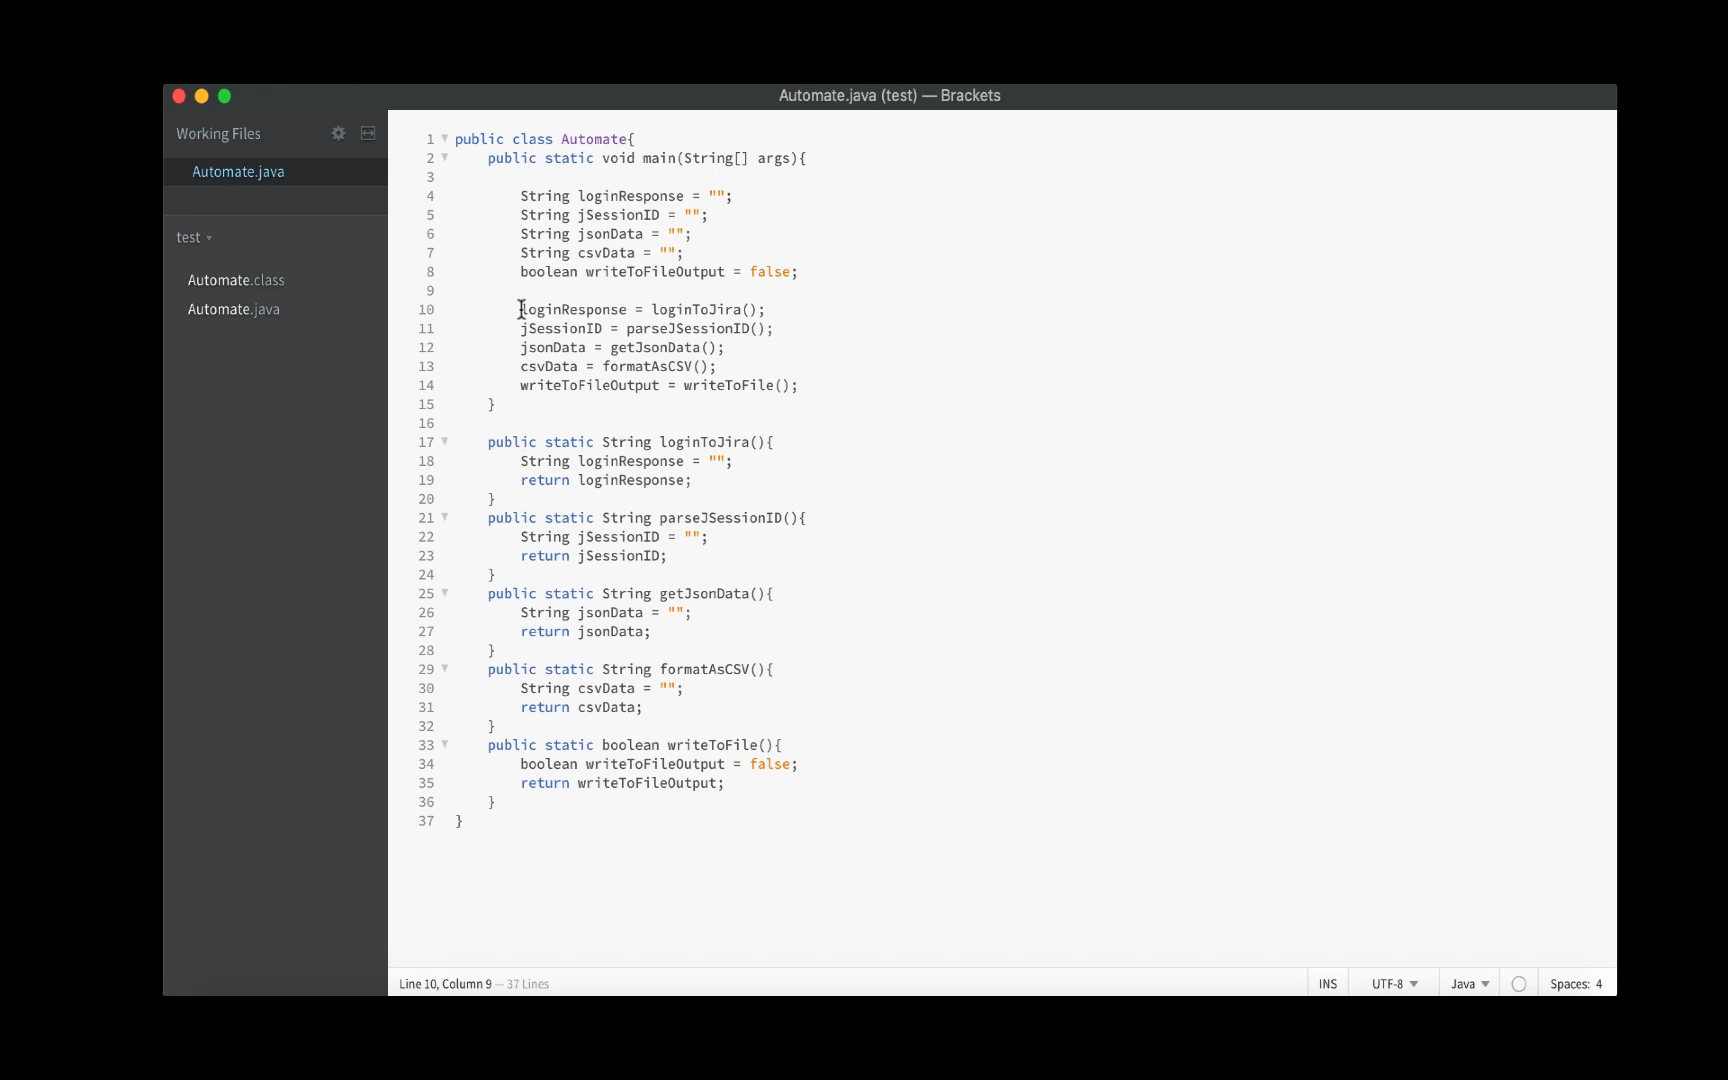 Automate.java (test) — Brackets
Working Files
Automate.java
test
Automate.class
Automate.java
1 public class Automate{
2 public static void main(String[] args){
3
4 String loginResponse = "";
5 String jSessionID = "";
6 String jsonData = "";
7 String csvData = "";
8 boolean writeToFileOutput = false;
9
10 loginResponse = loginToJira();
11 jSessionID = parseJSessionID();
12 jsonData = getJsonData();
13 csvData = formatAsCSV();
14 writeToFileOutput = writeToFile();
15 }
16
17 public static String loginToJira(){
18 String loginResponse = "";
19 return loginResponse;
20 }
21 public static String parseJSessionID(){
22 String jSessionID = "";
23 return jSessionID;
24 }
25 public static String getJsonData(){
26 String jsonData = "";
27 return jsonData;
28 }
29 public static String formatAsCSV(){
30 String csvData = "";
31 return csvData;
32 }
33 public static boolean writeToFile(){
34 boolean writeToFileOutput = false;
35 return writeToFileOutput;
36 }
37 }
Line 10, Column 9 — 37 Lines
INS UTF-8 Java Spaces: 4